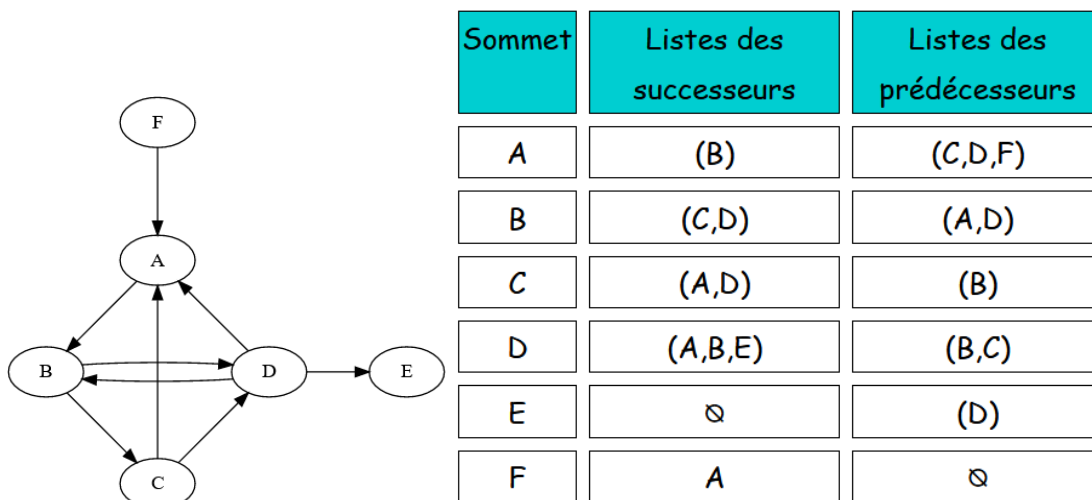 F
A
B
D
E
C
Sommet Listes des successeurs Listes des prédécesseurs
A (B) (C,D,F)
B (C,D) (A,D)
C (A,D) (B)
D (A,B,E) (B,C)
E ∅ (D)
F A ∅